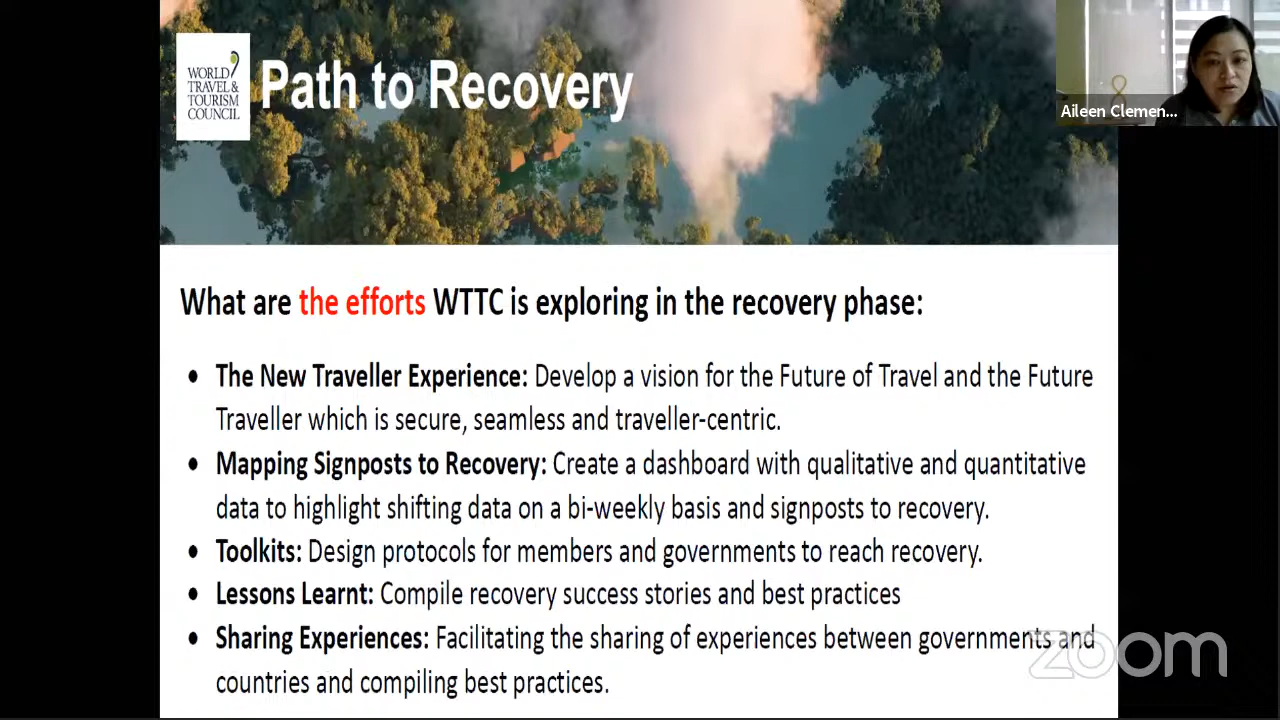 WORLD
TRAVEL &
TOURISM
COUNCIL
Path to Recovery
Aileen Clemen...
What are the efforts WTTC is exploring in the recovery phase:
• The New Traveller Experience: Develop a vision for the Future of Travel and the Future
Traveller which is secure, seamless and traveller-centric.
• Mapping Signposts to Recovery: Create a dashboard with qualitative and quantitative
data to highlight shifting data on a bi-weekly basis and signposts to recovery.
• Toolkits: Design protocols for members and governments to reach recovery.
• Lessons Learnt: Compile recovery success stories and best practices
• Sharing Experiences: Facilitating the sharing of experiences between governments and
countries and compiling best practices.
zoom